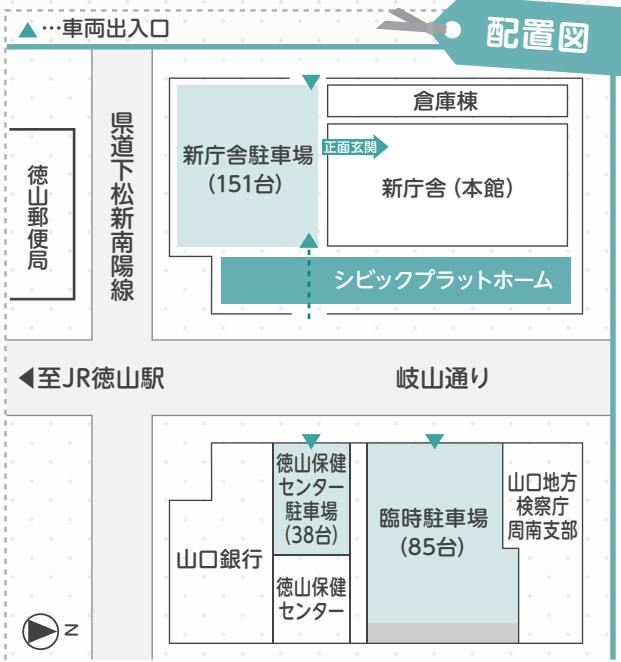 ▲…車両出入口
配置図
倉庫棟
新庁舎駐車場
(151台)
正面玄関
新庁舎(本館)
県道下松新南陽線
徳山郵便局
シビックプラットホーム
◀至JR徳山駅
岐山通り
徳山保健
センター
駐車場
(38台)
臨時駐車場
(85台)
山口地方
検察庁
周南支部
山口銀行
徳山保健
センター
N